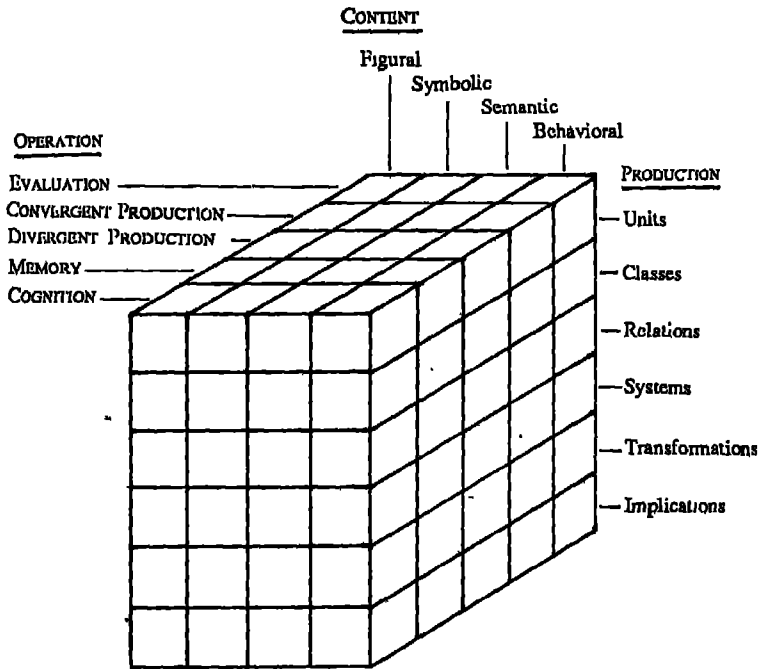 CONTENT
Figural
Symbolic
Semantic
Behavioral
OPERATION
EVALUATION
CONVERGENT PRODUCTION
DIVERGENT PRODUCTION
MEMORY
COGNITION
PRODUCTION
Units
Classes
Relations
Systems
Transformations
Implications